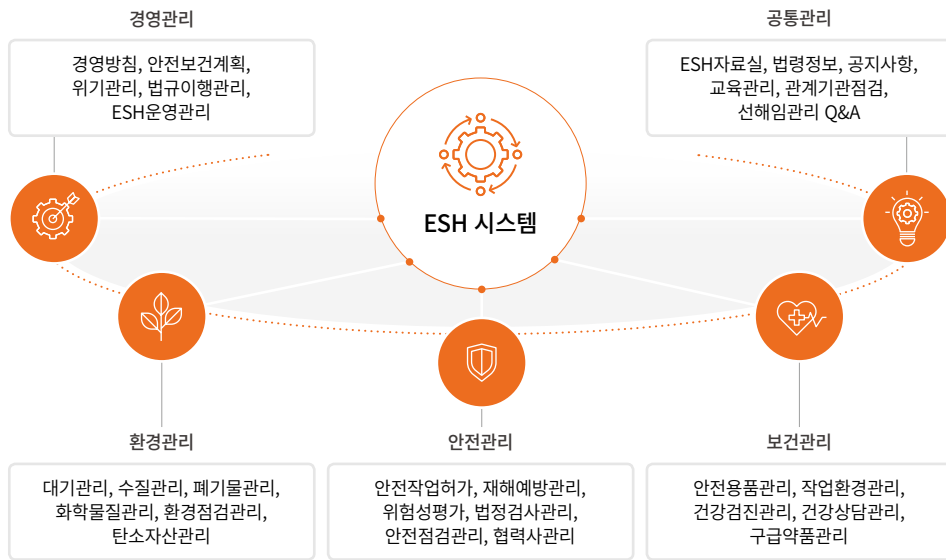 경영관리
경영방침, 안전보건계획,
위기관리, 법규이행관리,
ESH운영관리
공통관리
ESH자료실, 법령정보, 공지사항,
교육관리, 관계기관점검,
선해임관리 Q&A
ESH 시스템
환경관리
대기관리, 수질관리, 폐기물관리,
화학물질관리, 환경점검관리,
탄소자산관리
안전관리
안전작업허가, 재해예방관리,
위험성평가, 법정검사관리,
안전점검관리, 협력사관리
보건관리
안전용품관리, 작업환경관리,
건강검진관리, 건강상담관리,
구급약품관리